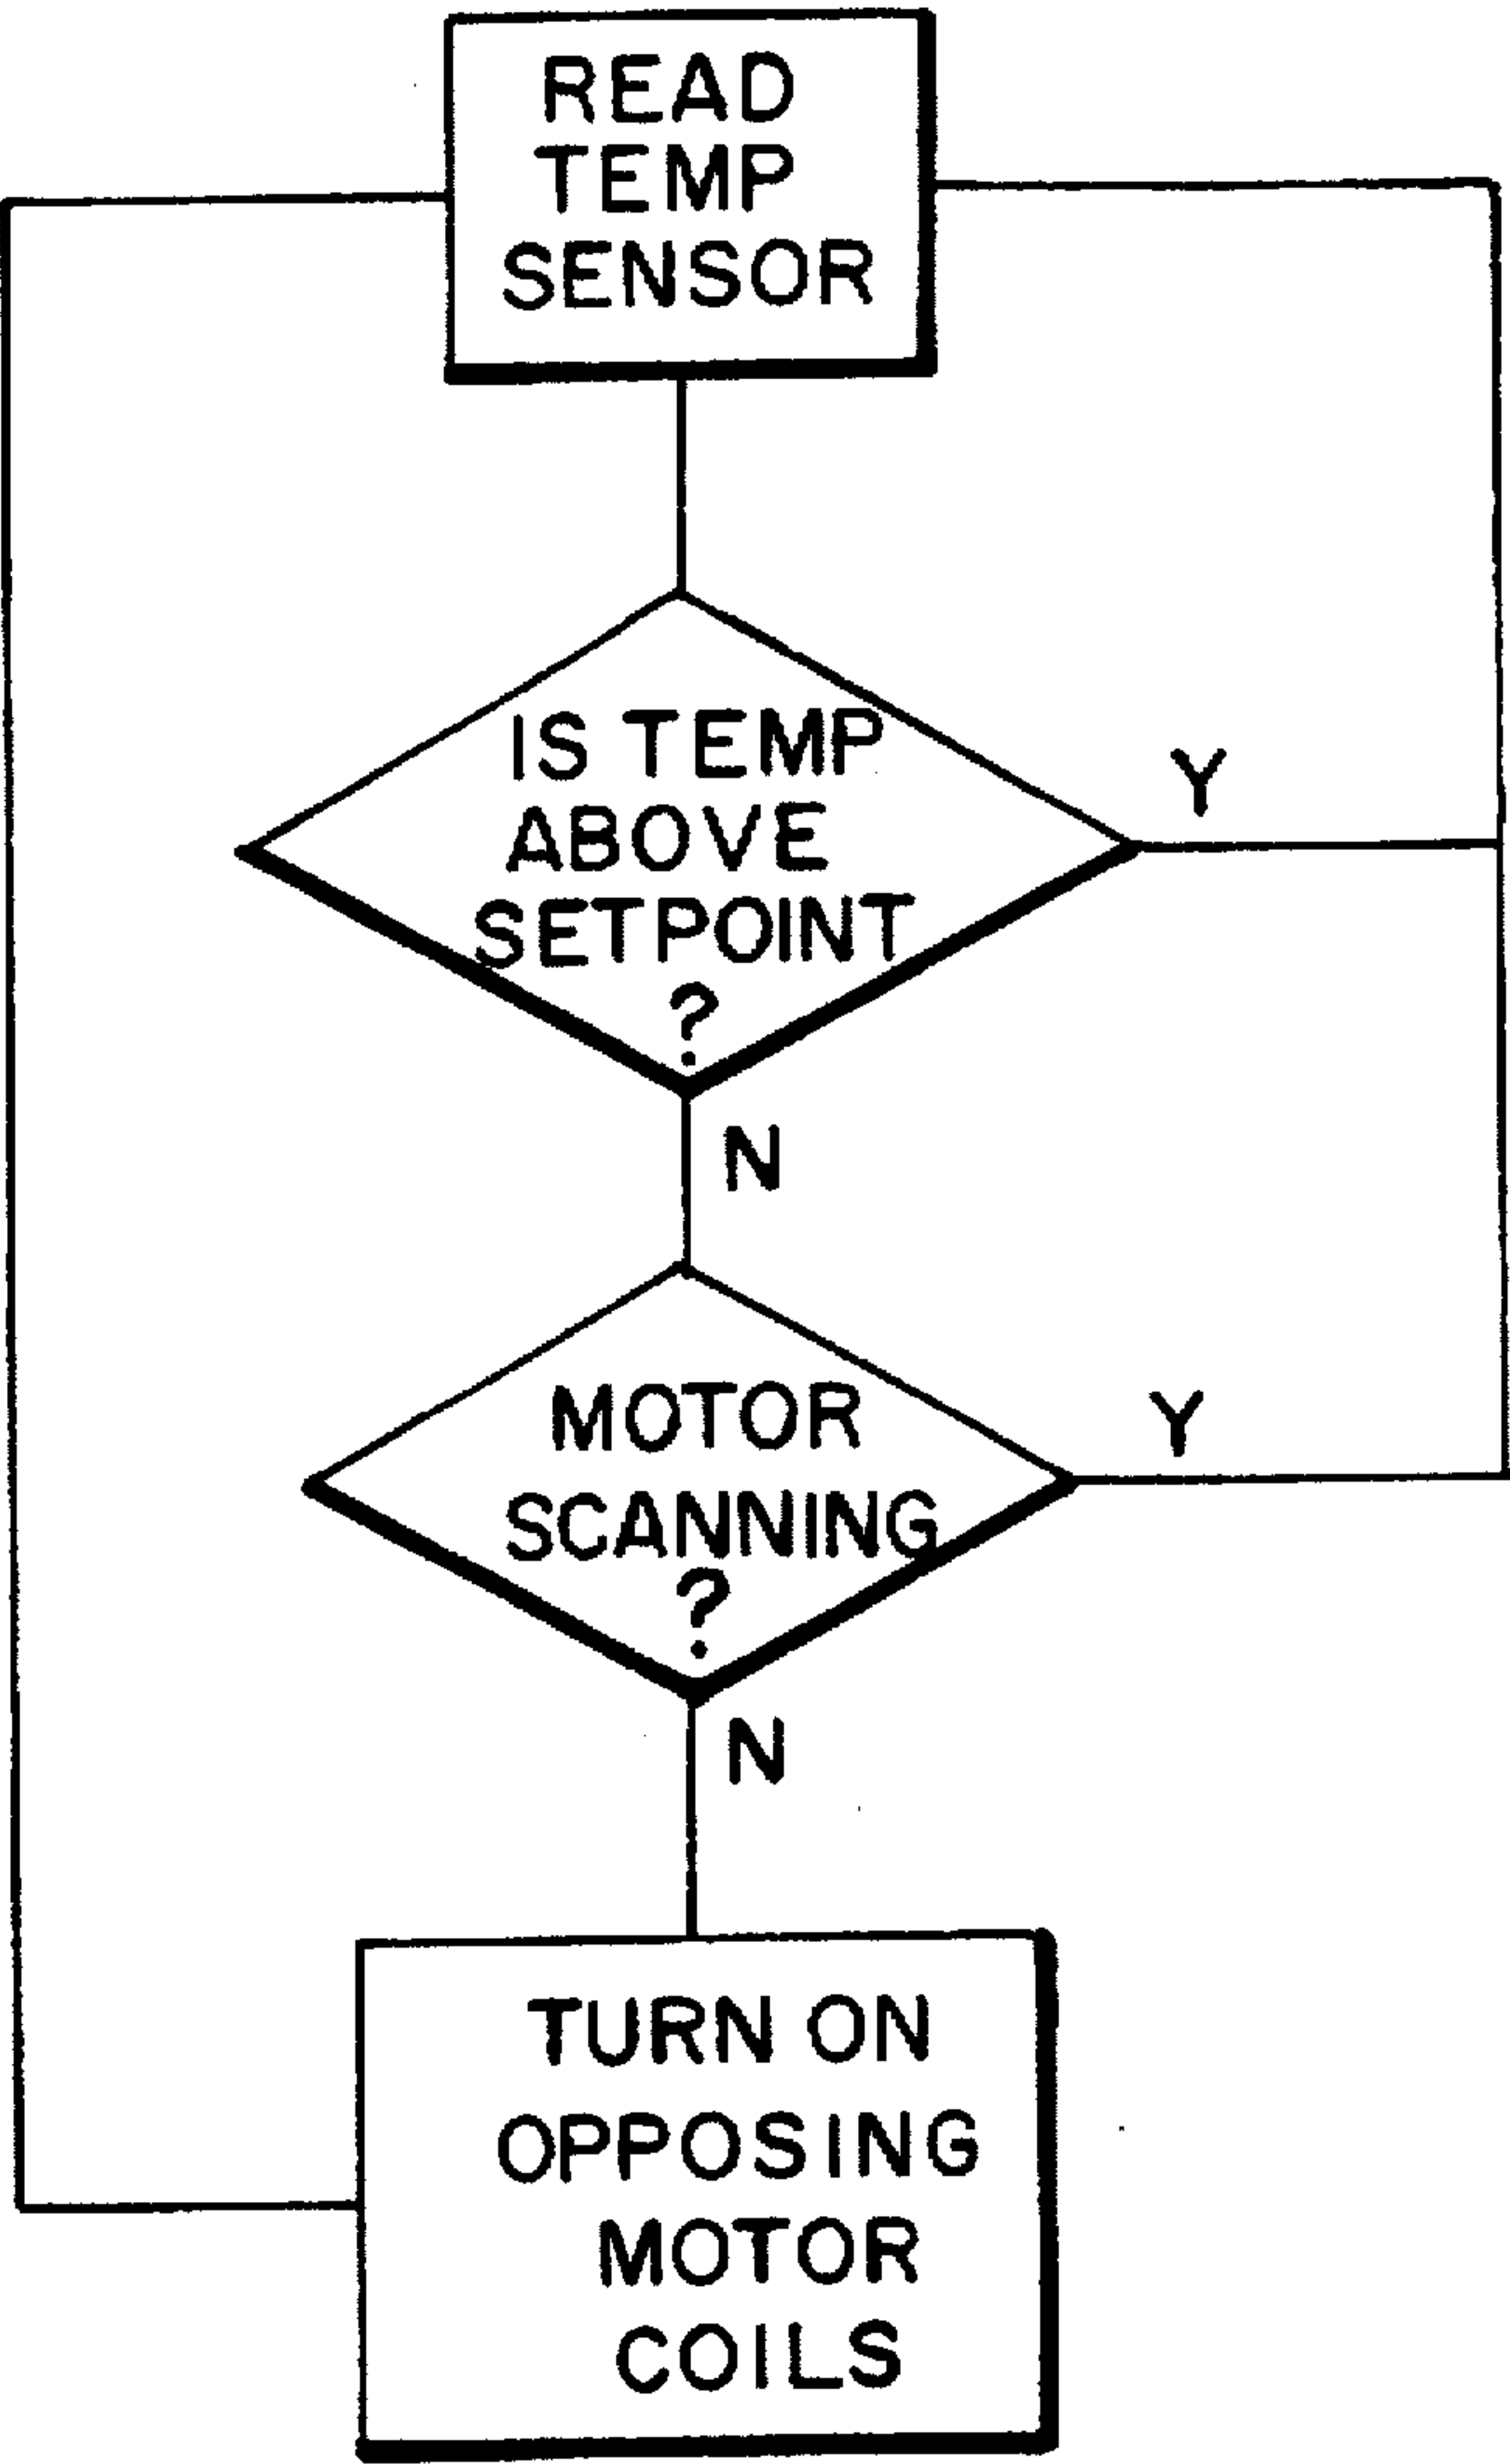 READ
TEMP
SENSOR
IS TEMP
ABOVE
SETPOINT
?
Y
N
MOTOR
SCANNING
?
Y
N
TURN ON
OPPOSING
MOTOR
COILS